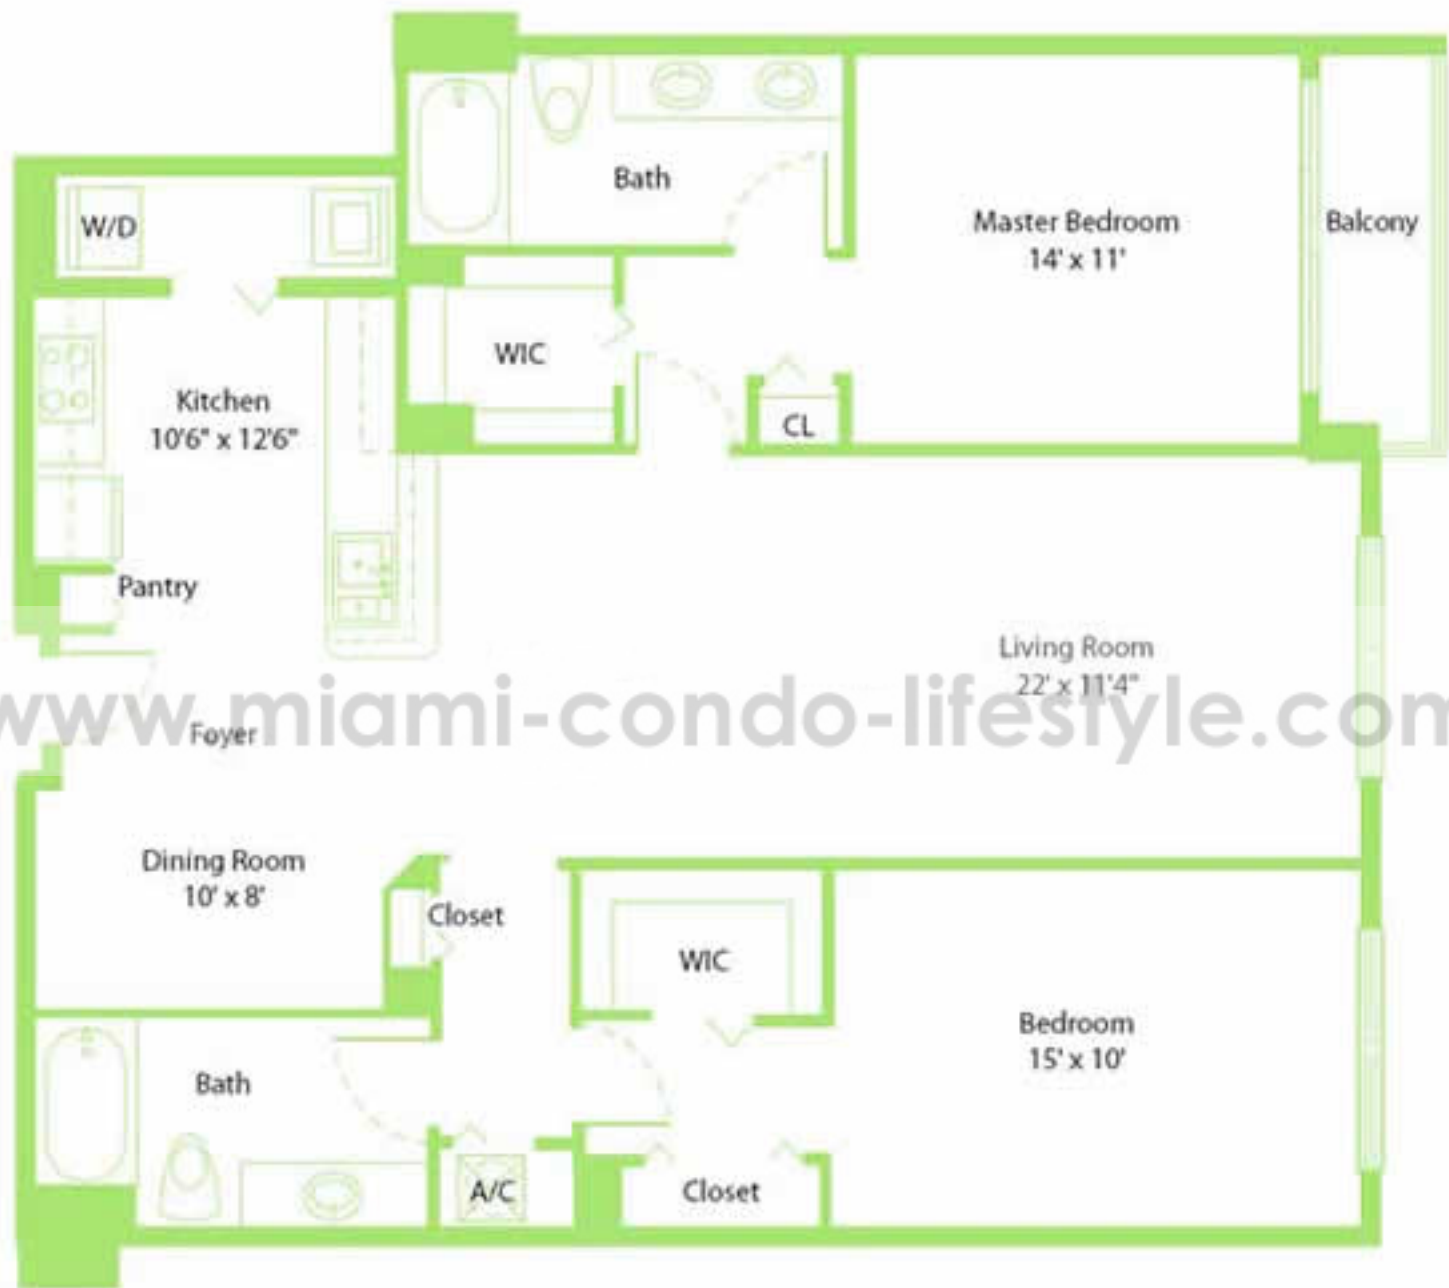 Bath
W/D
Master Bedroom
14' x 11'
Balcony
WIC
Kitchen
10'6" x 12'6"
CL
Pantry
Living Room
22' x 11'4"
www.miami-condo-lifestyle.com
Foyer
Dining Room
10' x 8'
Closet
WIC
Bedroom
15' x 10'
Bath
A/C
Closet